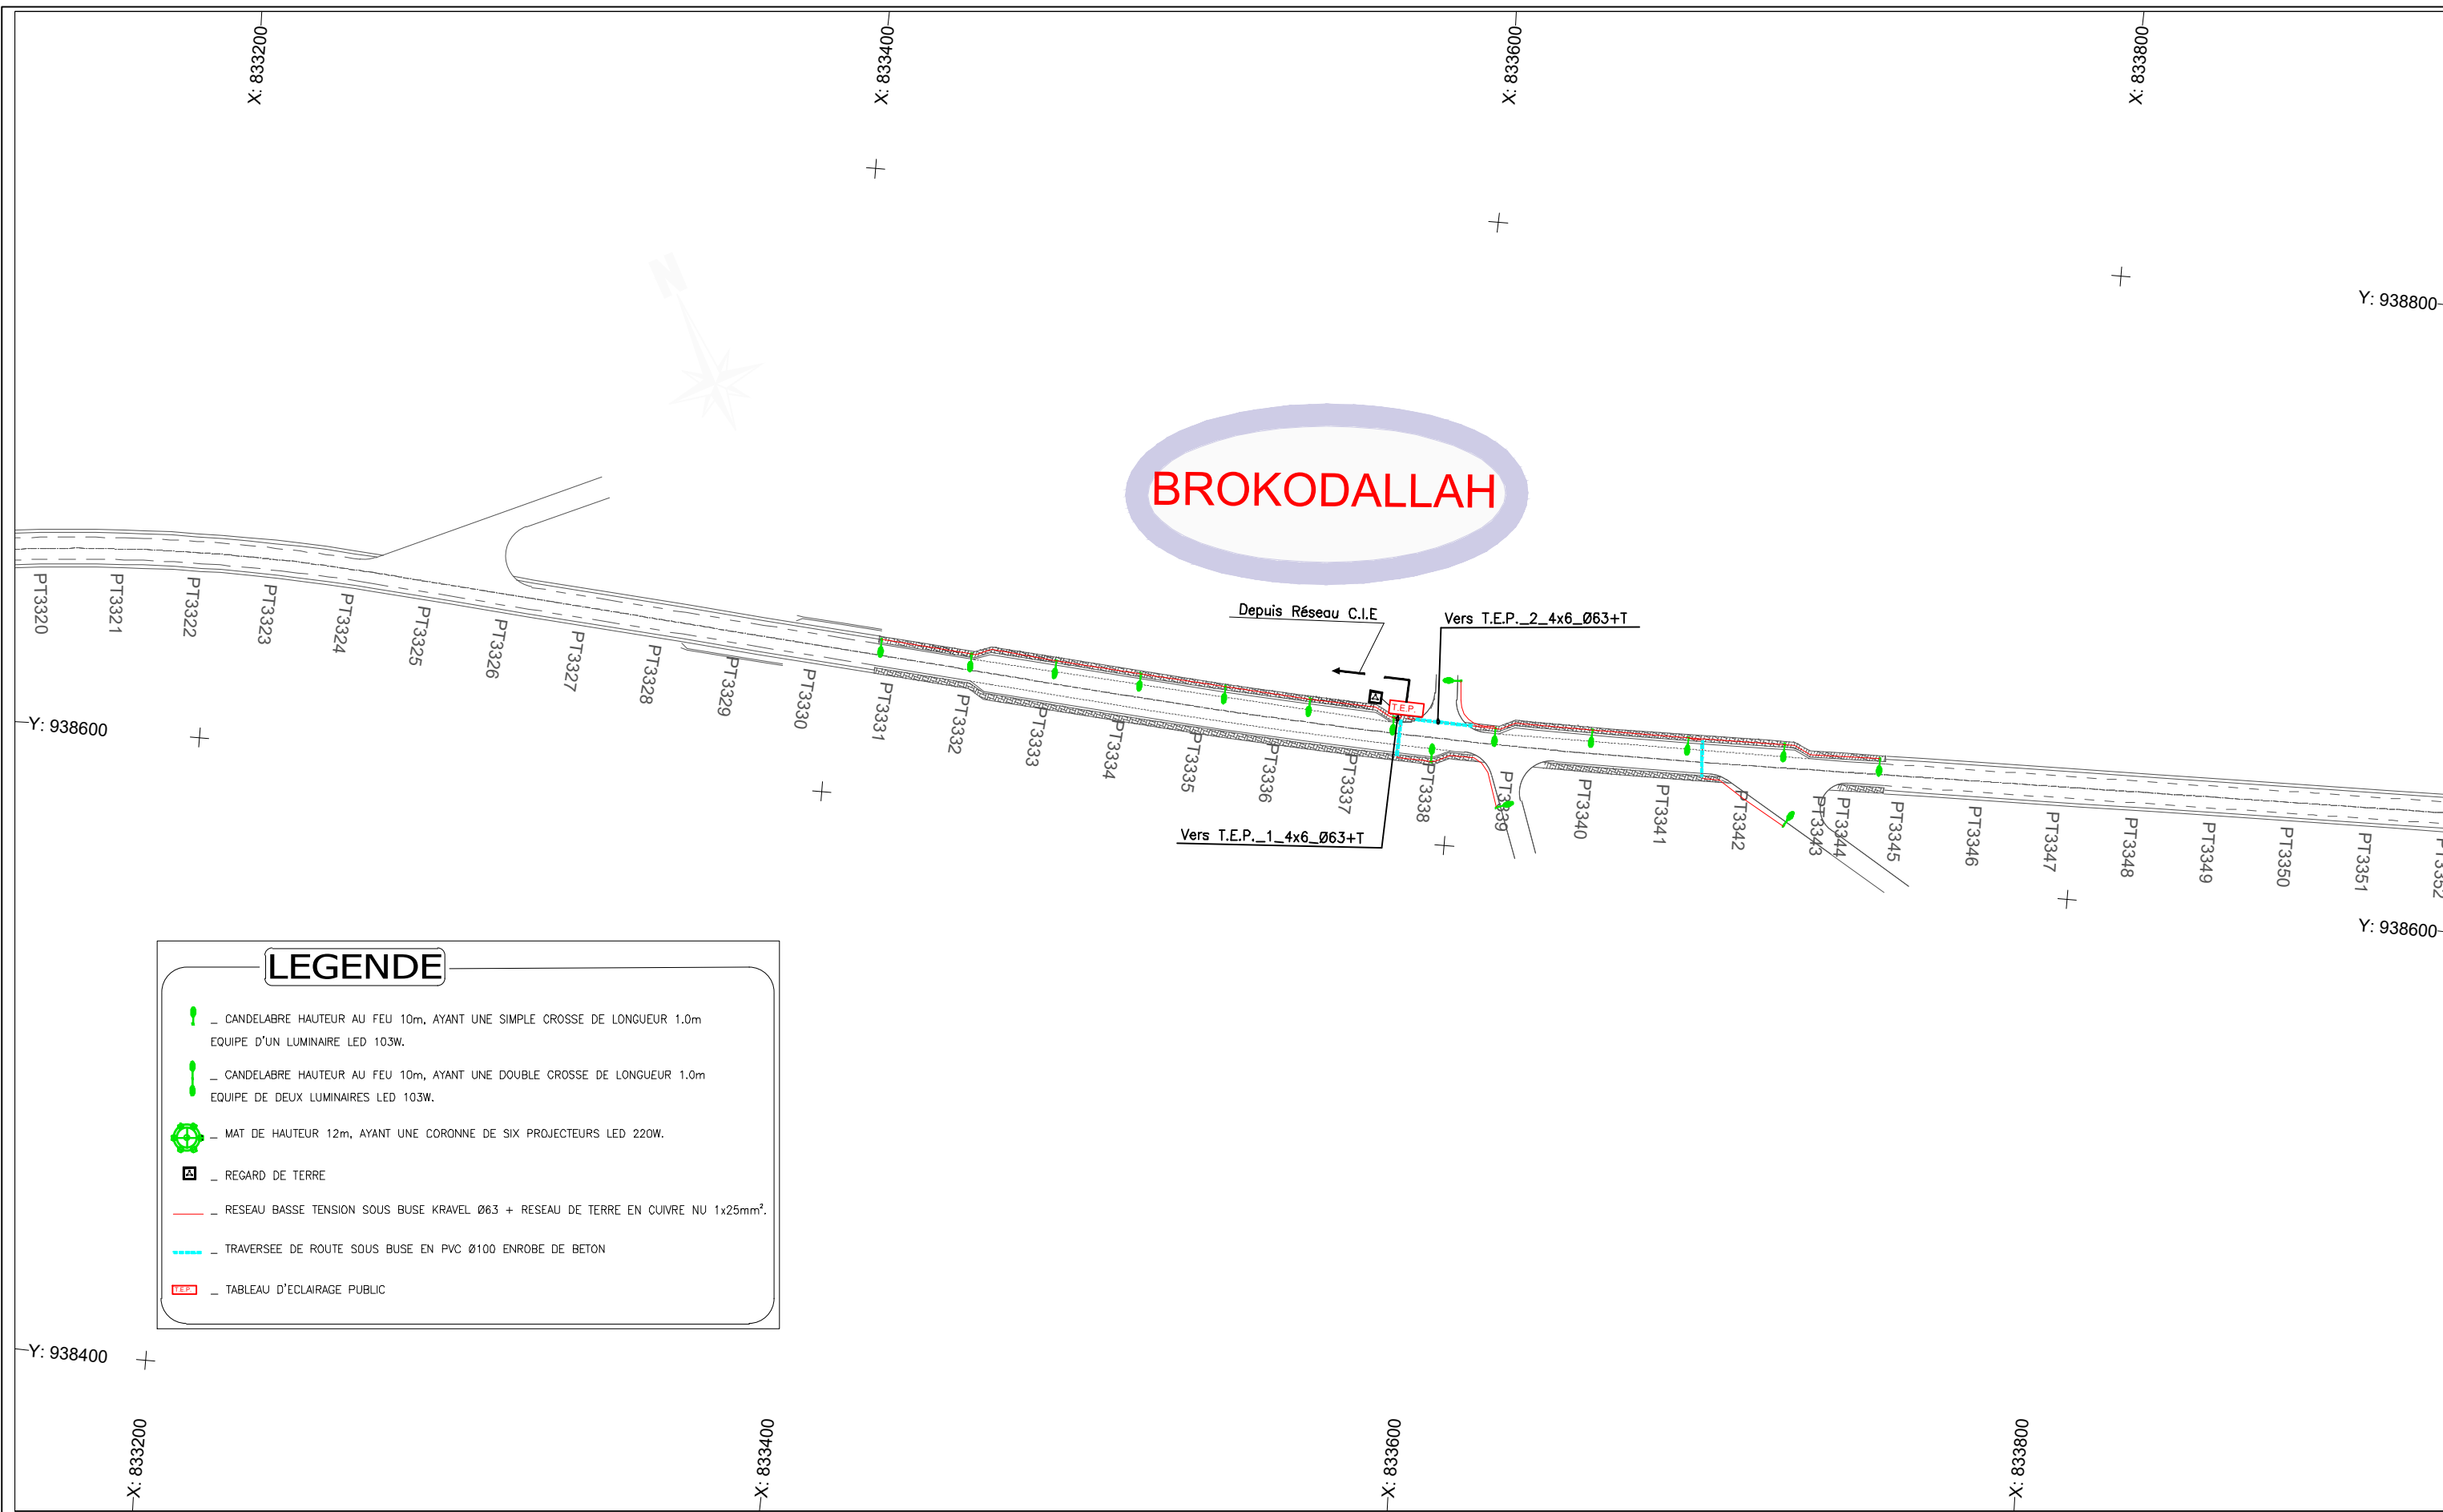 X: 833200
X: 833400
X: 833600
X: 833800
Y: 938800
N
BROKODALLAH
Depuis Réseau C.I.E
Vers T.E.P._2_4x6_Ø63+T
T.E.P.
Vers T.E.P._1_4x6_Ø63+T
PT3320
PT3321
PT3322
PT3323
PT3324
PT3325
PT3326
PT3327
PT3328
PT3329
PT3330
PT3331
PT3332
PT3333
PT3334
PT3335
PT3336
PT3337
PT3338
PT3339
PT3340
PT3341
PT3342
PT3343
PT3344
PT3345
PT3346
PT3347
PT3348
PT3349
PT3350
PT3351
PT3352
Y: 938600
Y: 938600
LEGENDE
_ CANDELABRE HAUTEUR AU FEU 10m, AYANT UNE SIMPLE CROSSE DE LONGUEUR 1.0m
EQUIPE D'UN LUMINAIRE LED 103W.
_ CANDELABRE HAUTEUR AU FEU 10m, AYANT UNE DOUBLE CROSSE DE LONGUEUR 1.0m
EQUIPE DE DEUX LUMINAIRES LED 103W.
_ MAT DE HAUTEUR 12m, AYANT UNE CORONNE DE SIX PROJECTEURS LED 220W.
_ REGARD DE TERRE
_ RESEAU BASSE TENSION SOUS BUSE KRAVEL Ø63 + RESEAU DE TERRE EN CUIVRE NU 1x25mm².
_ TRAVERSEE DE ROUTE SOUS BUSE EN PVC Ø100 ENROBE DE BETON
T.E.P. _ TABLEAU D'ECLAIRAGE PUBLIC
Y: 938400
X: 833200
X: 833400
X: 833600
X: 833800